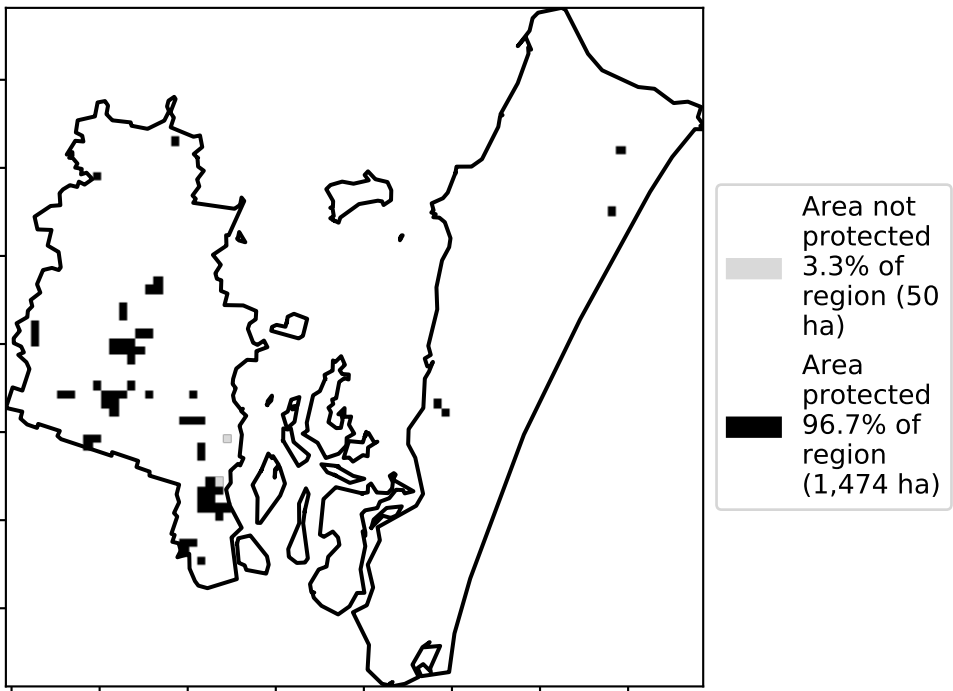 Area not
protected
3.3% of
region (50
ha)
Area
protected
96.7% of
region
(1,474 ha)